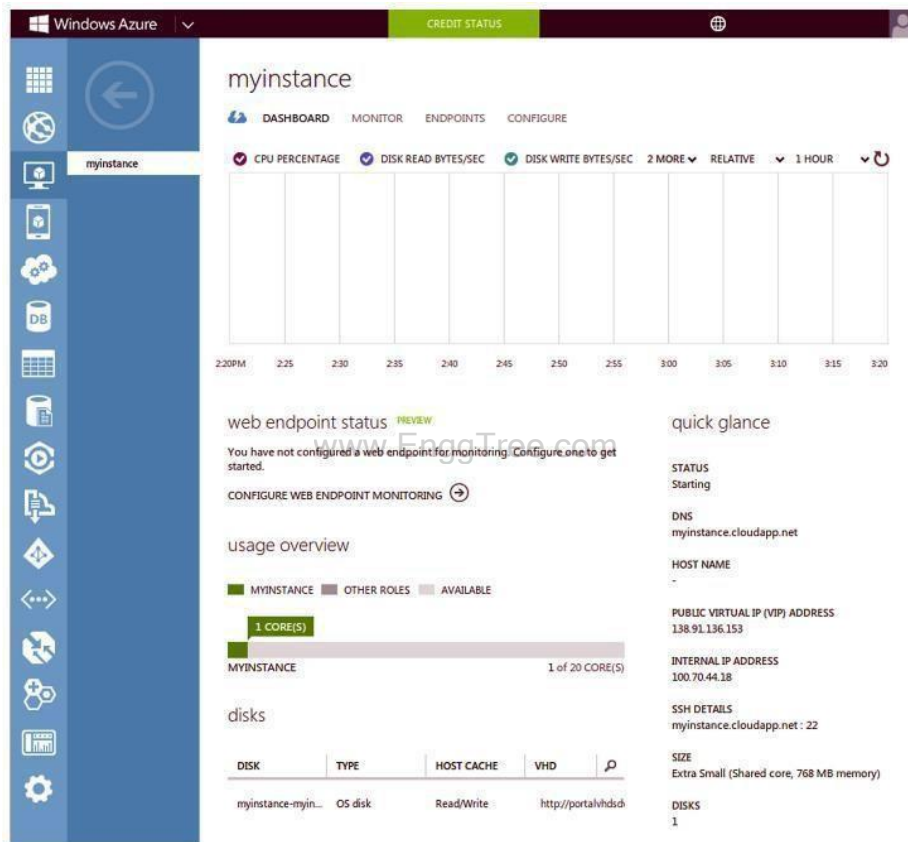 Windows Azure
CREDIT STATUS
myinstance
myinstance
DASHBOARD MONITOR ENDPOINTS CONFIGURE
CPU PERCENTAGE DISK READ BYTES/SEC DISK WRITE BYTES/SEC 2 MORE RELATIVE 1 HOUR
2:20PM 2:25 2:30 2:35 2:40 2:45 2:50 2:55 3:00 3:05 3:10 3:15 3:20
DB
web endpoint status PREVIEW
www.EnggTree.com
You have not configured a web endpoint for monitoring. Configure one to get
started.
CONFIGURE WEB ENDPOINT MONITORING
usage overview
MYINSTANCE OTHER ROLES AVAILABLE
1 CORE(S)
MYINSTANCE 1 of 20 CORE(S)
disks
DISK TYPE HOST CACHE VHD
myinstance-myin... OS disk Read/Write http://portalvhdsd
quick glance
STATUS
Starting
DNS
myinstance.cloudapp.net
HOST NAME
-
PUBLIC VIRTUAL IP (VIP) ADDRESS
138.91.136.153
INTERNAL IP ADDRESS
100.70.44.18
SSH DETAILS
myinstance.cloudapp.net : 22
SIZE
Extra Small (Shared core, 768 MB memory)
DISKS
1